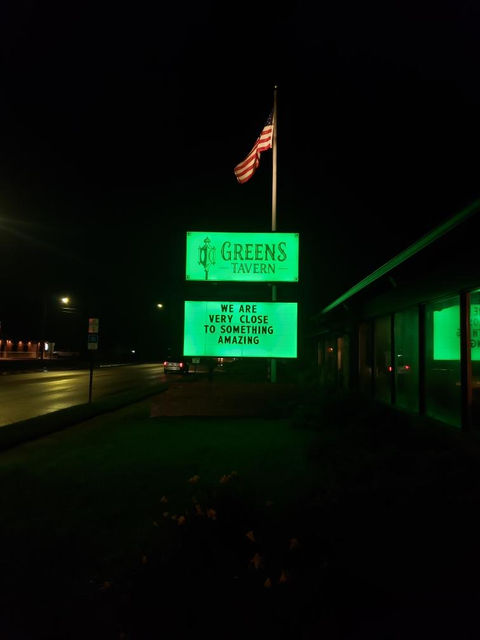 GREENS
TAVERN
WE ARE
VERY CLOSE
TO SOMETHING
AMAZING